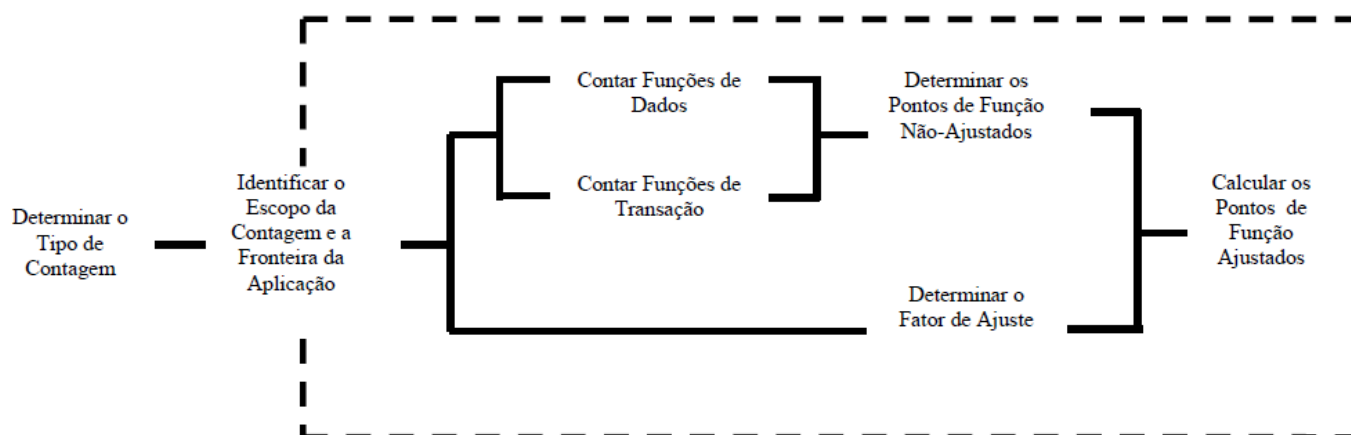 Determinar o
Tipo de
Contagem
Identificar o
Escopo da
Contagem e a
Fronteira da
Aplicação
Contar Funções de
Dados
Contar Funções de
Transação
Determinar os
Pontos de Função
Não-Ajustados
Determinar o
Fator de Ajuste
Calcular os
Pontos de
Função
Ajustados